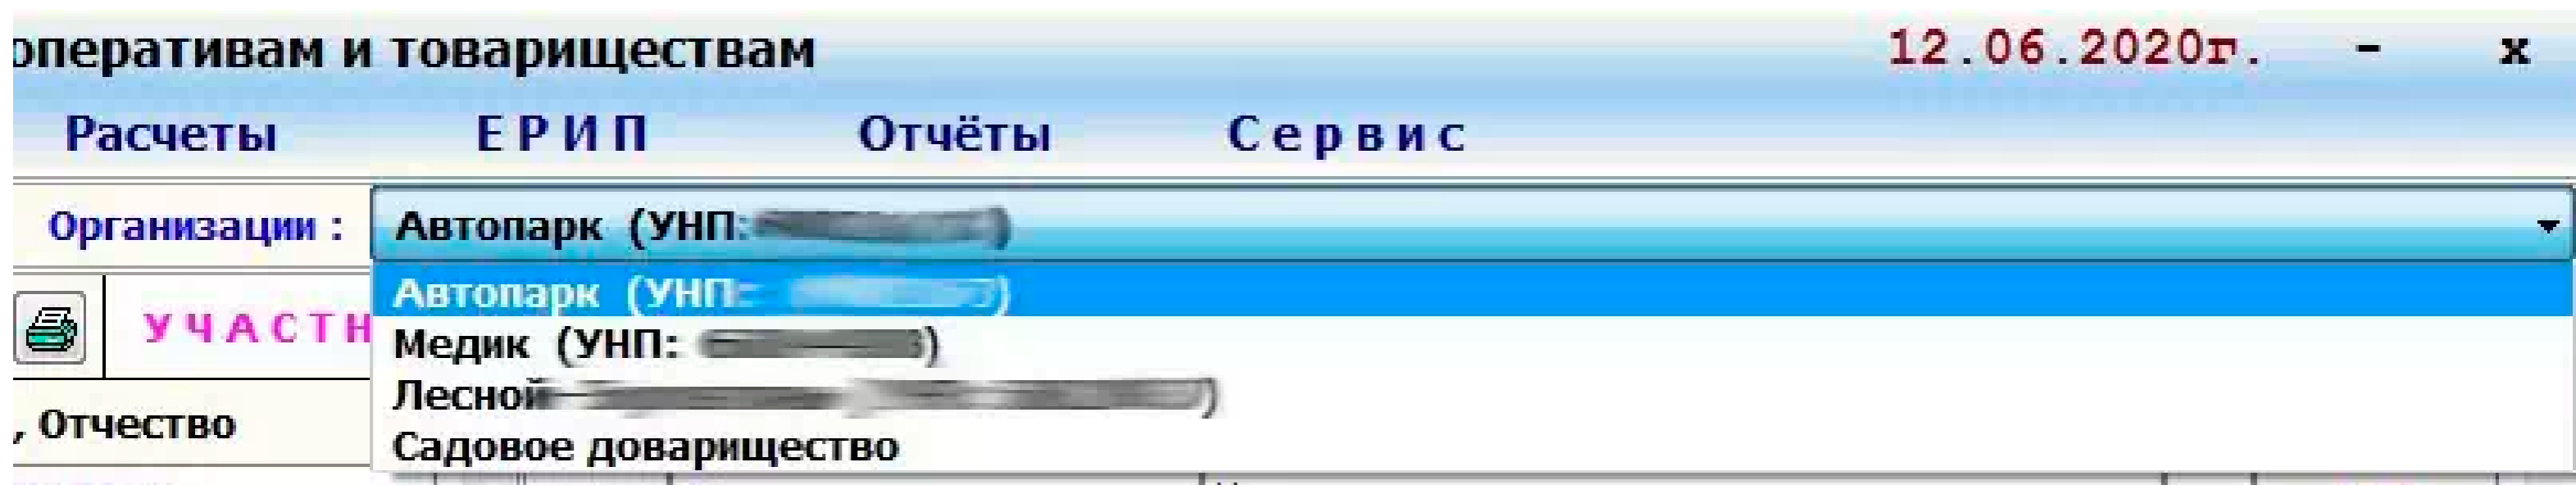 оперативам и товариществам 12.06.2020г. - x
Расчеты ЕРИП Отчёты Сервис
Организации : Автопарк (УНП: )
Автопарк (УНП: )
УЧАСТН
Медик (УНП: )
Лесной )
, Отчество
Садовое доварищество